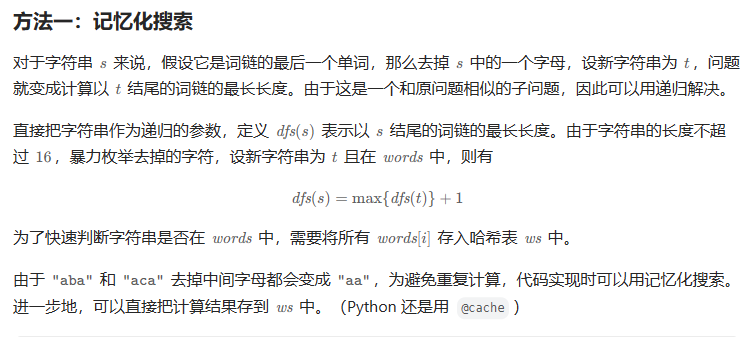 方法一：记忆化搜索
对于字符串 s 来说，假设它是词链的最后一个单词，那么去掉 s 中的一个字母，设新字符串为 t，问题
就变成计算以 t 结尾的词链的最长长度。由于这是一个和原问题相似的子问题，因此可以用递归解决。
直接把字符串作为递归的参数，定义 dfs(s) 表示以 s 结尾的词链的最长长度。由于字符串的长度不超
过 16，暴力枚举去掉的字符，设新字符串为 t 且在 words 中，则有
dfs(s) = max{dfs(t)} + 1
为了快速判断字符串是否在 words 中，需要将所有 words[i] 存入哈希表 ws 中。
由于 "aba" 和 "aca" 去掉中间字母都会变成 "aa"，为避免重复计算，代码实现时可以用记忆化搜索。
进一步地，可以直接把计算结果存到 ws 中。（Python 还是用 @cache）